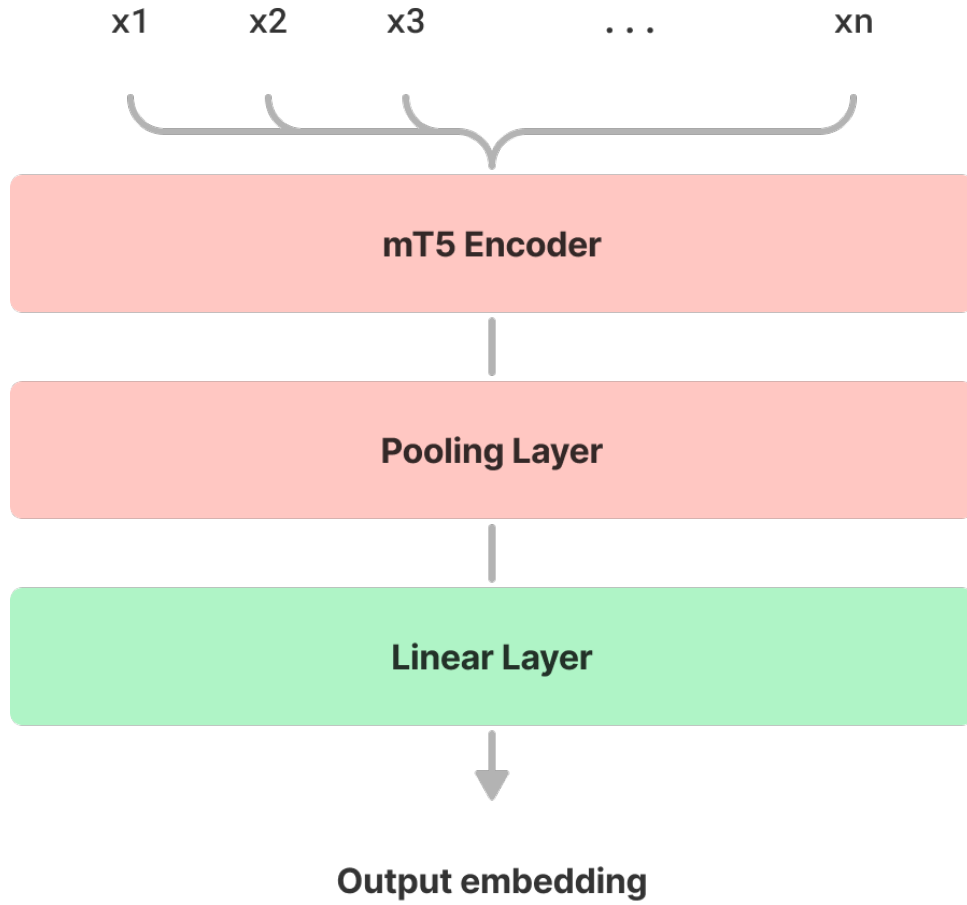 x1 x2 x3 ... xn
mT5 Encoder
Pooling Layer
Linear Layer
Output embedding